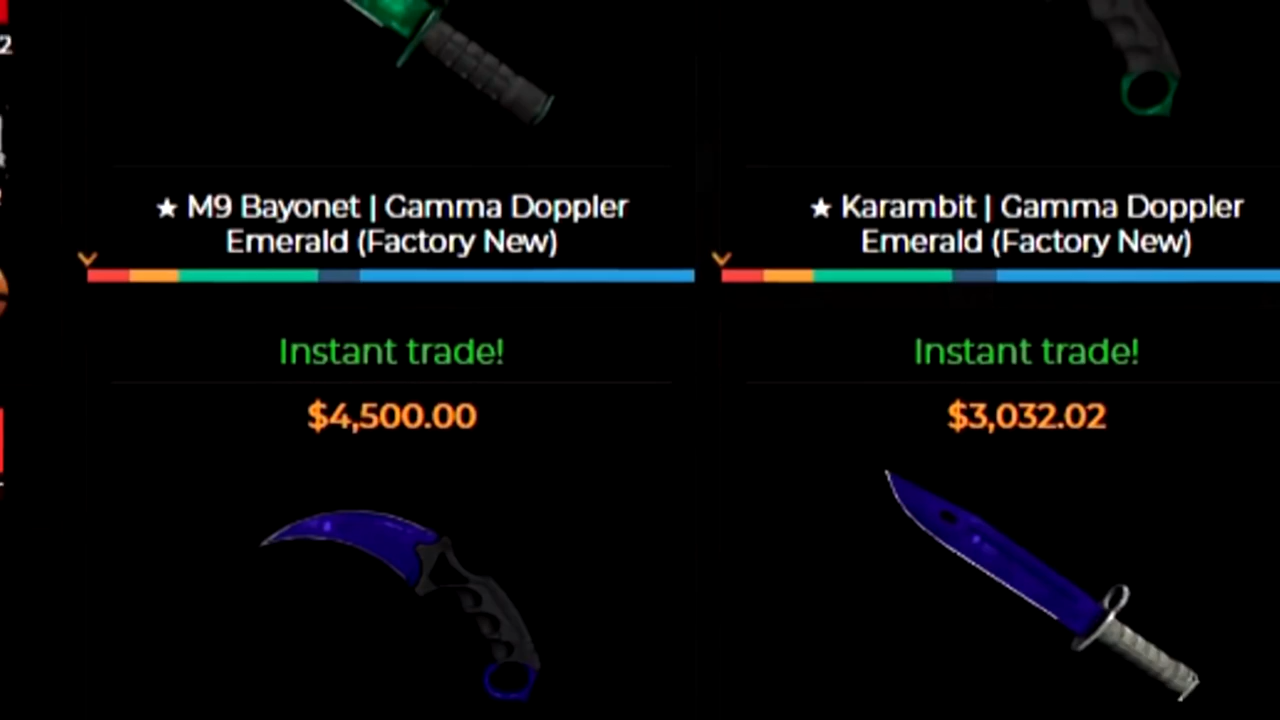 2
★ M9 Bayonet | Gamma Doppler
Emerald (Factory New)
Instant trade!
$4,500.00
★ Karambit | Gamma Doppler
Emerald (Factory New)
Instant trade!
$3,032.02